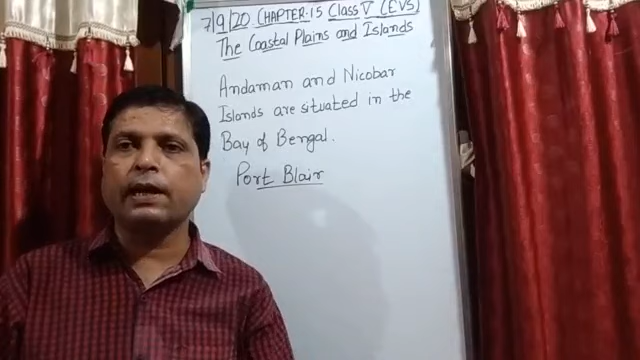 7/9/20 CHAPTER-15 Class V (EVS)
The Coastal Plains and Islands
Andaman and Nicobar
Islands are situated in the
Bay of Bengal.
Port Blair